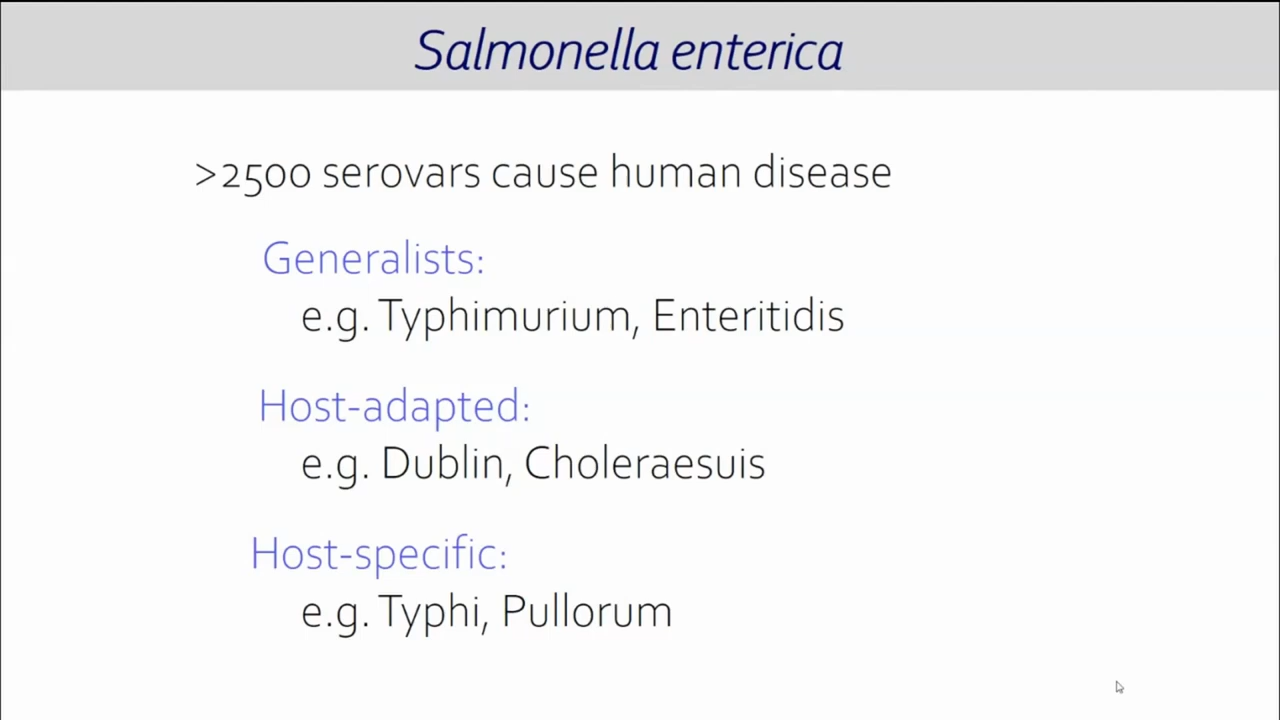 Salmonella enterica
>2500 serovars cause human disease
Generalists:
e.g. Typhimurium, Enteritidis
Host-adapted:
e.g. Dublin, Choleraesuis
Host-specific:
e.g. Typhi, Pullorum